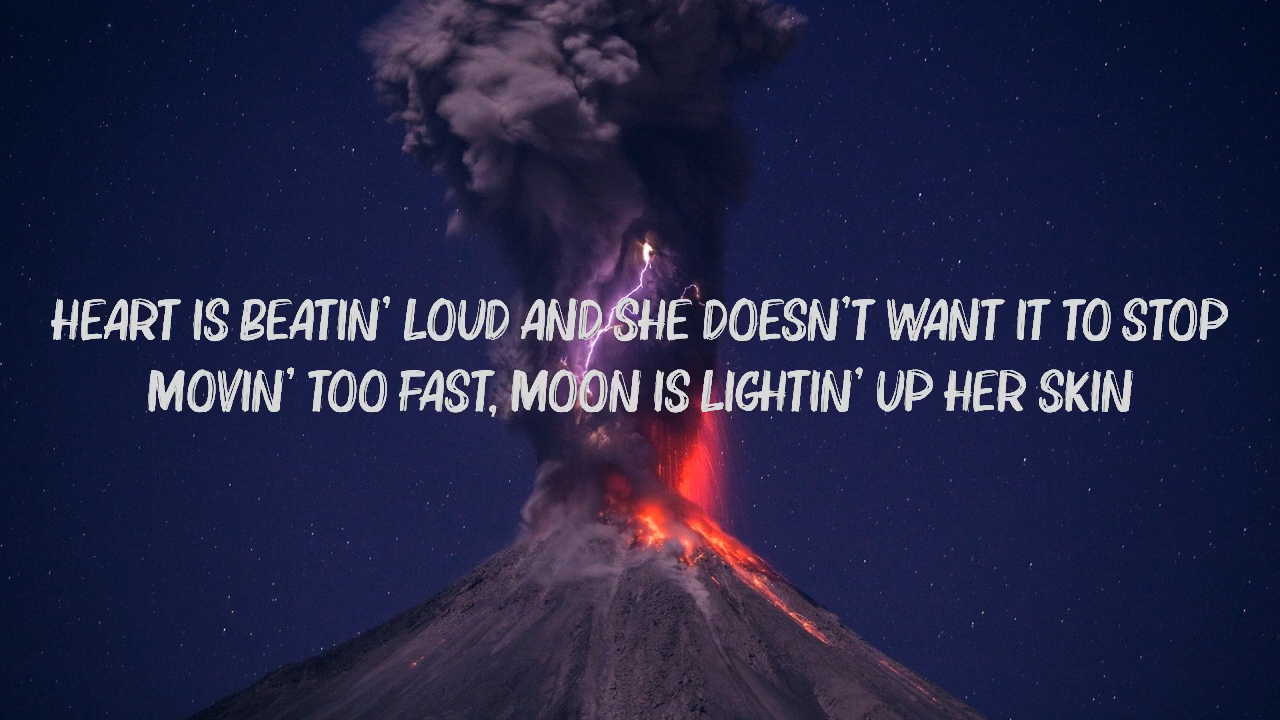 HEART IS BEATIN' LOUD AND SHE DOESN'T WANT IT TO STOP
MOVIN' TOO FAST, MOON IS LIGHTIN' UP HER SKIN